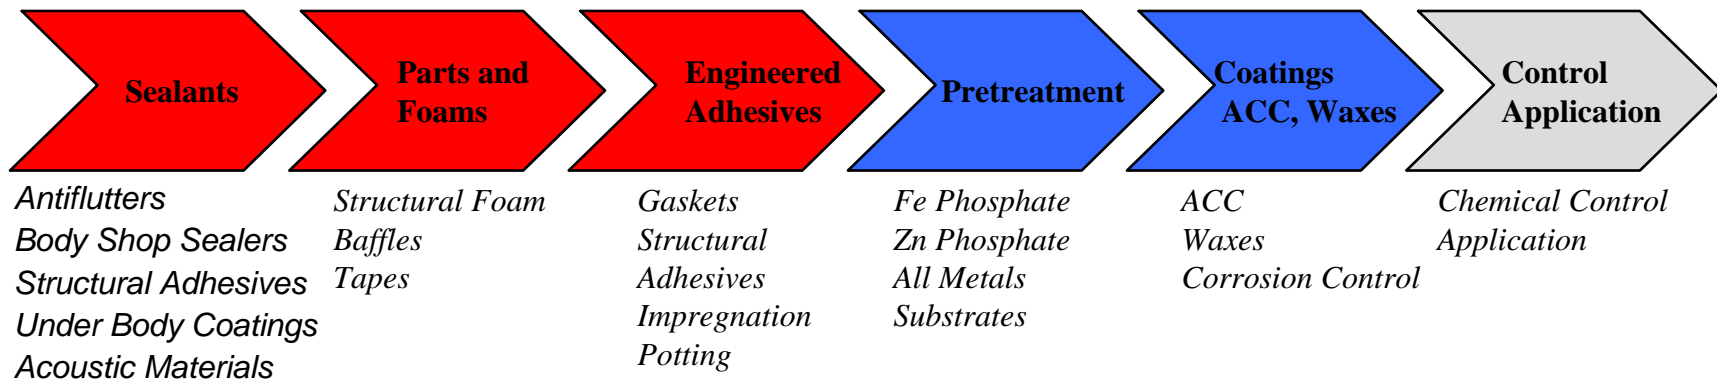 Sealants
Parts and
Foams
Engineered
Adhesives
Pretreatment
Coatings
ACC, Waxes
Control
Application
Antiflutters
Body Shop Sealers
Structural Adhesives
Under Body Coatings
Acoustic Materials
Structural Foam
Baffles
Tapes
Gaskets
Structural
Adhesives
Impregnation
Potting
Fe Phosphate
Zn Phosphate
All Metals
Substrates
ACC
Waxes
Corrosion Control
Chemical Control
Application